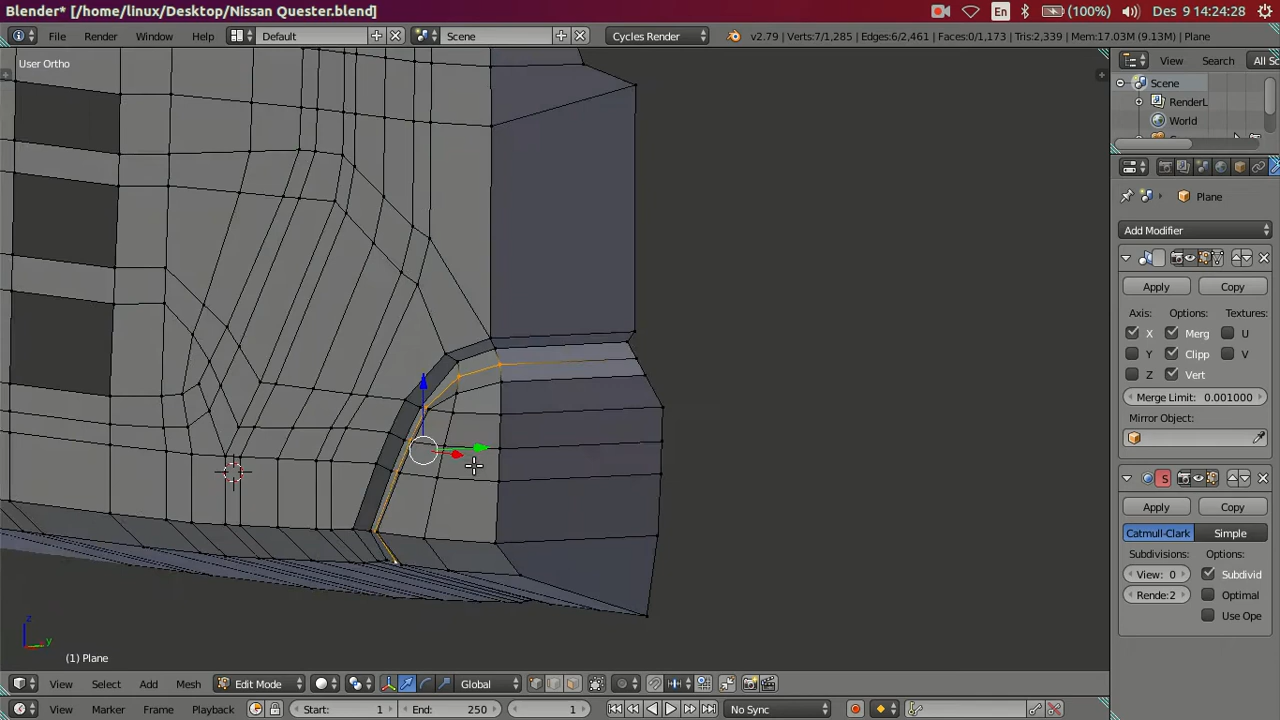 Blender* [/home/linux/Desktop/Nissan Quester.blend]
En
(100%)
Des 9 14:24:28
File
Render
Window
Help
Default
Scene
Cycles Render
v2.79 | Verts:7/1,285 | Edges:6/2,461 | Faces:0/1,173 | Tris:2,339 | Mem:17.03M (9.13M) | Plane
User Ortho
View
Search
All Sc
Scene
RenderL
World
Plane
Add Modifier
Apply
Copy
Axis:
Options:
Textures:
X
Merg
U
Y
Clipp
V
Z
Vert
Merge Limit: 0.001000
Mirror Object:
S
Apply
Copy
Catmull-Clark
Simple
Subdivisions:
Options:
View: 0
Subdivid
Rende:2
Optimal
Use Ope
z
y
(1) Plane
View
Select
Add
Mesh
Edit Mode
Global
View
Marker
Frame
Playback
Start: 1
End: 250
1
No Sync